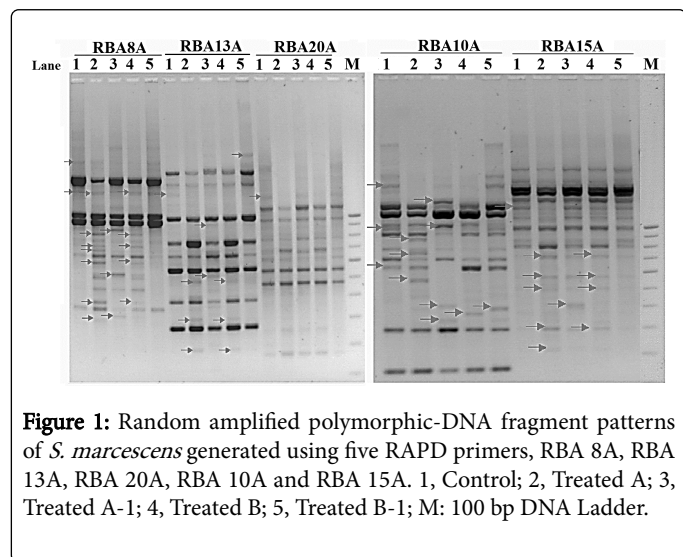 RBA8A RBA13A RBA20A RBA10A RBA15A
Lane 1 2 3 4 5 1 2 3 4 5 1 2 3 4 5 M 1 2 3 4 5 1 2 3 4 5 M
Figure 1: Random amplified polymorphic-DNA fragment patterns
of S. marcescens generated using five RAPD primers, RBA 8A, RBA
13A, RBA 20A, RBA 10A and RBA 15A. 1, Control; 2, Treated A; 3,
Treated A-1; 4, Treated B; 5, Treated B-1; M: 100 bp DNA Ladder.